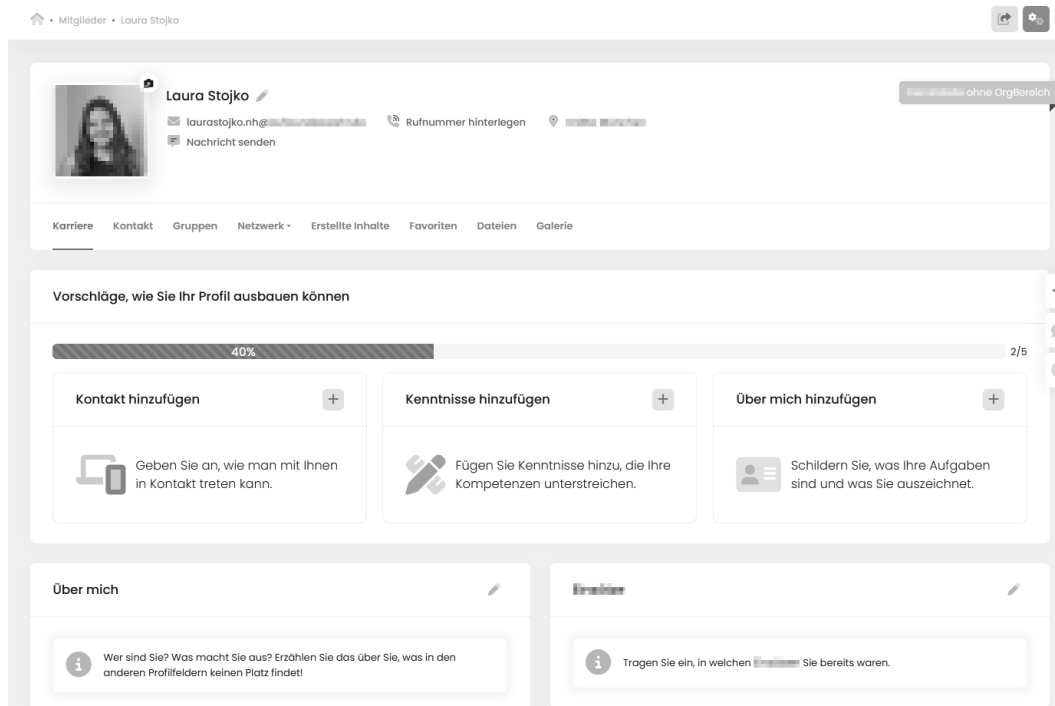 • Mitglieder • Laura Stojko
Laura Stojko
ohne OrgBereich
laurastojko.nh@
Rufnummer hinterlegen
Nachricht senden
Karriere Kontakt Gruppen Netzwerk Erstellte Inhalte Favoriten Dateien Galerie
Vorschläge, wie Sie Ihr Profil ausbauen können
40% 2/5
Kontakt hinzufügen +
Geben Sie an, wie man mit Ihnen
in Kontakt treten kann.
Kenntnisse hinzufügen +
Fügen Sie Kenntnisse hinzu, die Ihre
Kompetenzen unterstreichen.
Über mich hinzufügen +
Schildern Sie, was Ihre Aufgaben
sind und was Sie auszeichnet.
Über mich
Wer sind Sie? Was macht Sie aus? Erzählen Sie das über Sie, was in den
anderen Profilfeldern keinen Platz findet!
Tragen Sie ein, in welchen Sie bereits waren.